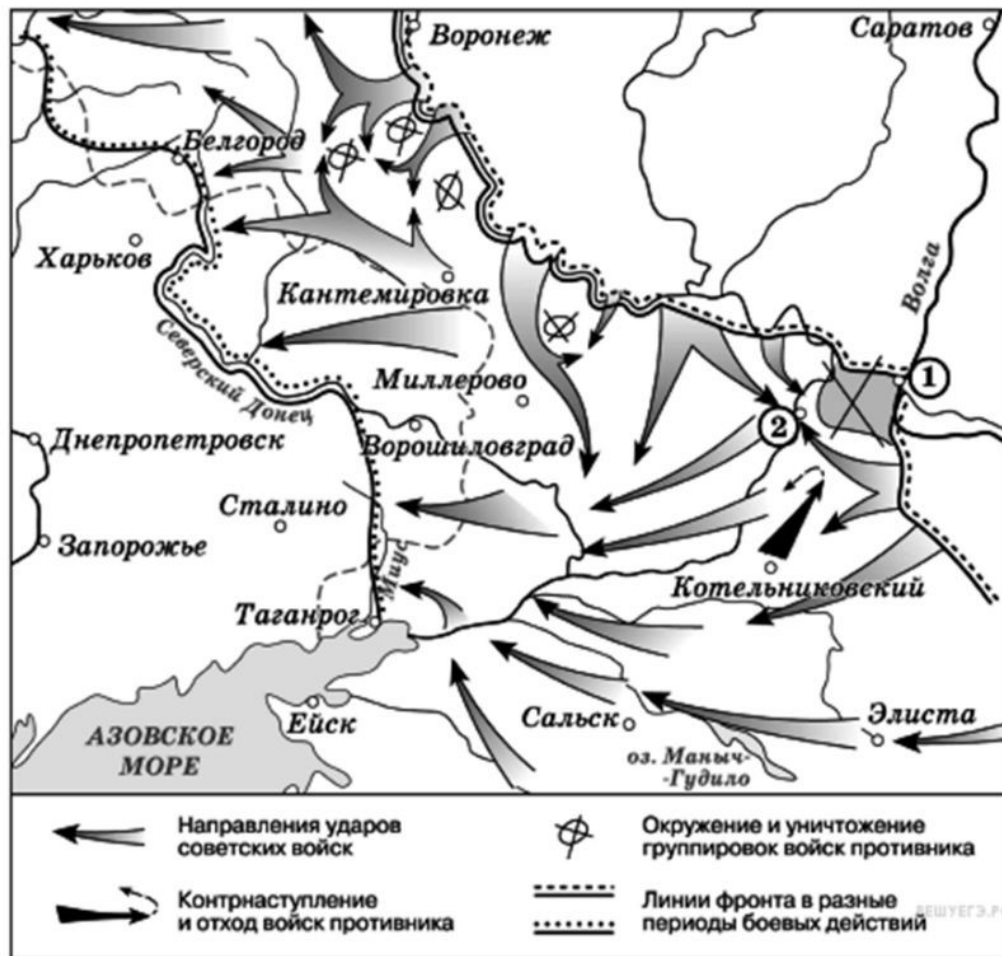 Воронеж
Саратов
Белгород
Волга
Харьков
Кантемировка
Северский Донец
Миллерово
1
2
Днепропетровск
Ворошиловград
Сталино
Запорожье
Котельниковский
Миус
Таганрог
Ейск
Сальск
Элиста
АЗОВСКОЕ
МОРЕ
оз. Маныч-
-Гудило
Направления ударов
советских войск
Окружение и уничтожение
группировок войск противника
Контрнаступление
и отход войск противника
Линии фронта в разные
периоды боевых действий